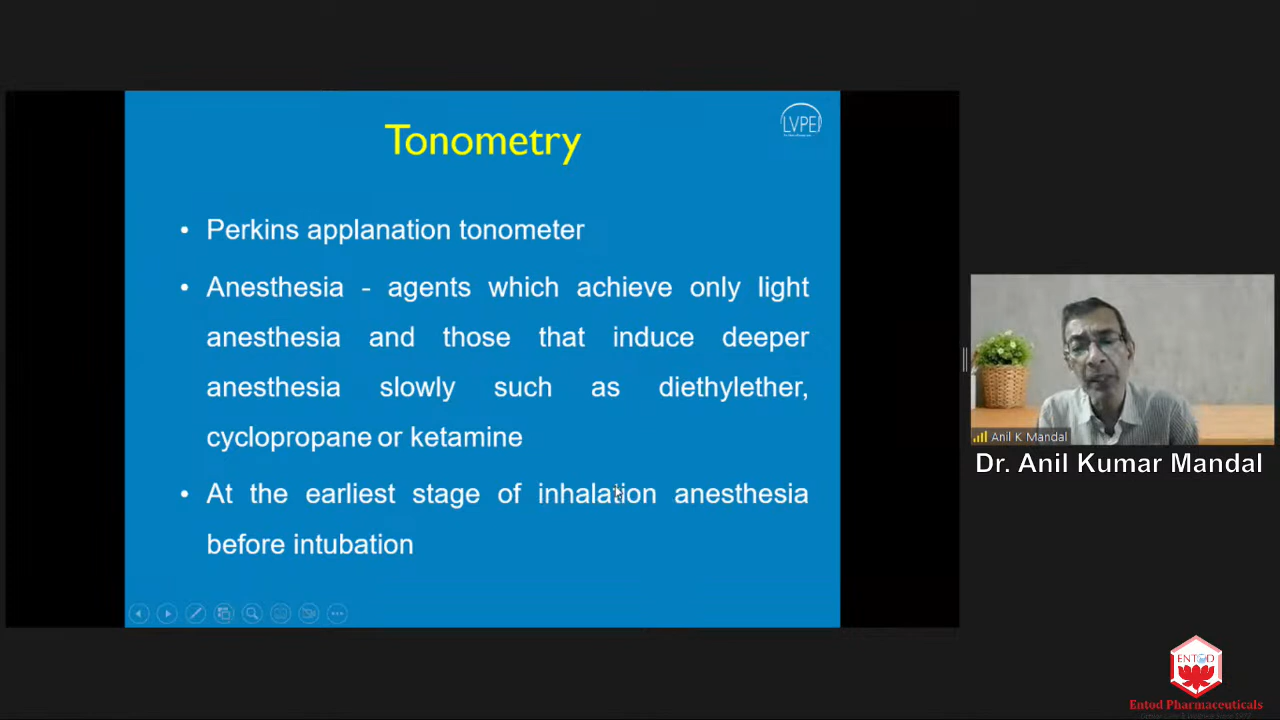 Tonometry
LVPEI
• Perkins applanation tonometer
• Anesthesia - agents which achieve only light
anesthesia and those that induce deeper
anesthesia slowly such as diethylether,
cyclopropane or ketamine
• At the earliest stage of inhalation anesthesia
before intubation
Anil K Mandal
Dr. Anil Kumar Mandal
ENTOD
Entod Pharmaceuticals